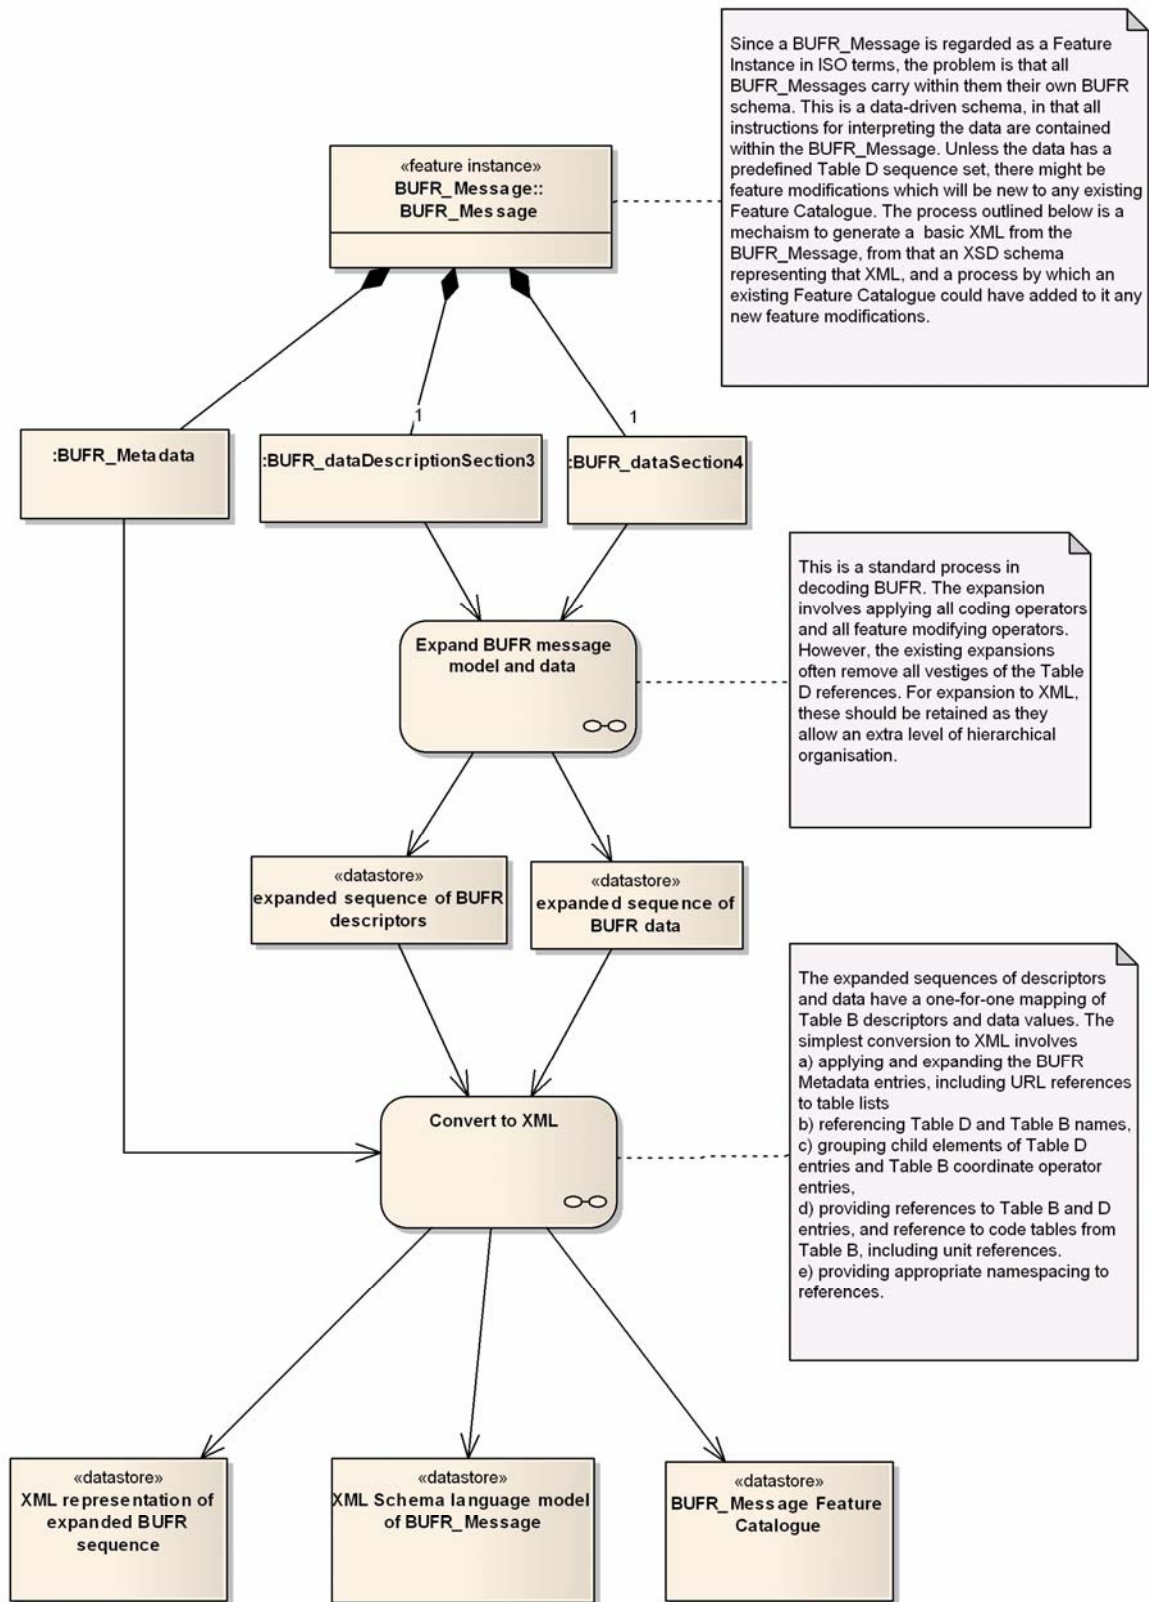 Since a BUFR_Message is regarded as a Feature
Instance in ISO terms, the problem is that all
BUFR_Messages carry within them their own BUFR
schema. This is a data-driven schema, in that all
instructions for interpreting the data are contained
within the BUFR_Message. Unless the data has a
predefined Table D sequence set, there might be
feature modifications which will be new to any existing
Feature Catalogue. The process outlined below is a
mechaism to generate a basic XML from the
BUFR_Message, from that an XSD schema
representing that XML, and a process by which an
existing Feature Catalogue could have added to it any
new feature modifications.
«feature instance»
BUFR_Message::
BUFR_Message
1
1
:BUFR_Metadata
:BUFR_dataDescriptionSection3
:BUFR_dataSection4
This is a standard process in
decoding BUFR. The expansion
involves applying all coding operators
and all feature modifying operators.
However, the existing expansions
often remove all vestiges of the Table
D references. For expansion to XML,
these should be retained as they
allow an extra level of hierarchical
organisation.
Expand BUFR message
model and data
«datastore»
expanded sequence of BUFR
descriptors
«datastore»
expanded sequence of
BUFR data
The expanded sequences of descriptors
and data have a one-for-one mapping of
Table B descriptors and data values. The
simplest conversion to XML involves
a) applying and expanding the BUFR
Metadata entries, including URL references
to table lists
b) referencing Table D and Table B names,
c) grouping child elements of Table D
entries and Table B coordinate operator
entries,
d) providing references to Table B and D
entries, and reference to code tables from
Table B, including unit references.
e) providing appropriate namespacing to
references.
Convert to XML
«datastore»
XML representation of
expanded BUFR
sequence
«datastore»
XML Schema language model
of BUFR_Message
«datastore»
BUFR_Message Feature
Catalogue